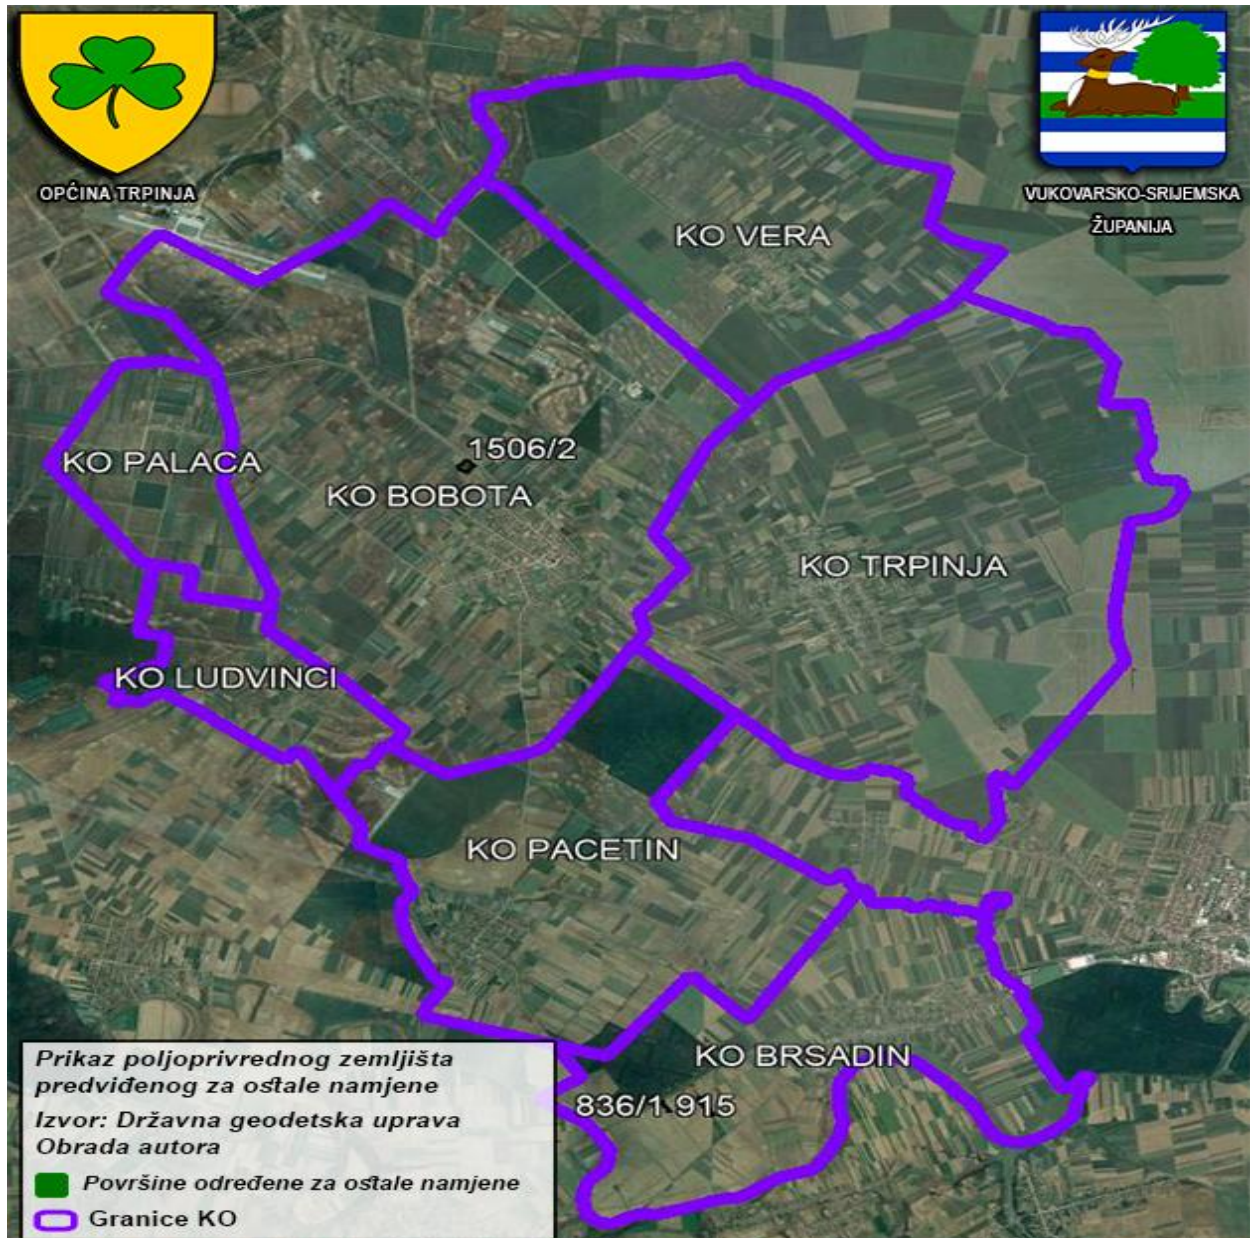 OPĆINA TRPINJA
VUKOVARSKO-SRIJEMSKA
ŽUPANIJA
KO VERA
1506/2
KO PALACA
KO BOBOTA
KO TRPINJA
KO LUDVINCI
KO PACETIN
KO BRSADIN
836/1 915
Prikaz poljoprivrednog zemljišta
predviđenog za ostale namjene
Izvor: Državna geodetska uprava
Obrada autora
Površine određene za ostale namjene
Granice KO